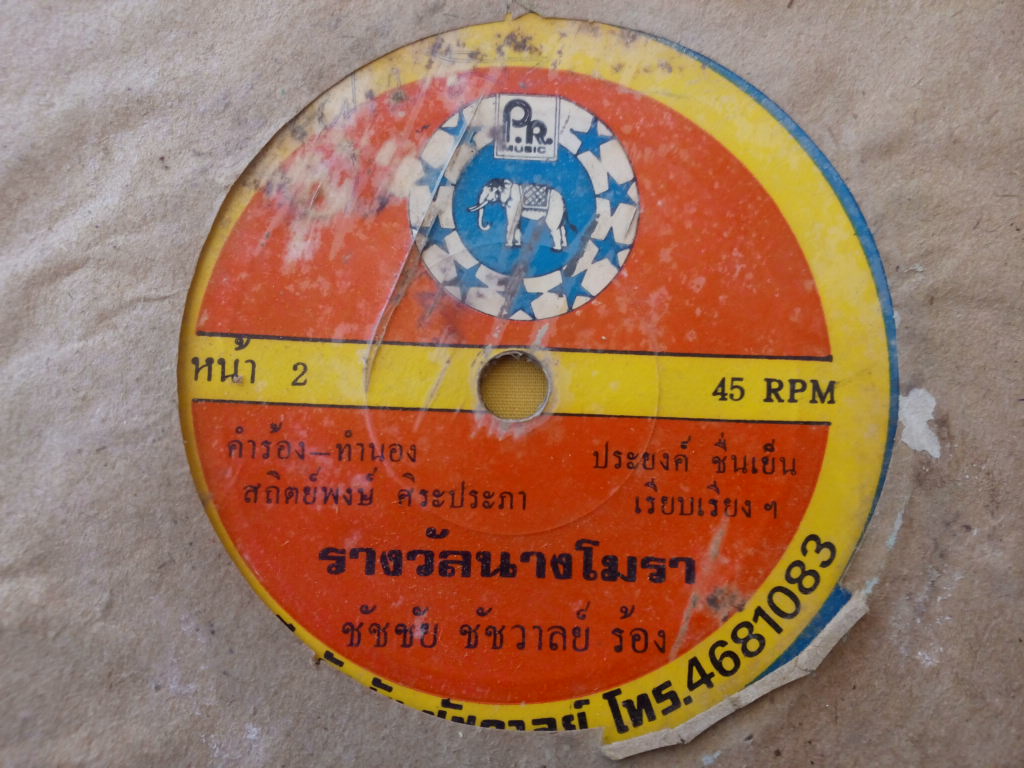 P.R.
MUSIC
หน้า 2
45 RPM
คำร้อง—ทำนอง
สถิตย์พงษ์ ศิระประภา
ประยงค์ ชื่นเย็น
เรียบเรียง ฯ
รางวัลนางโมรา
ชัชชัย ชัชวาลย์ ร้อง
โทร.4681083